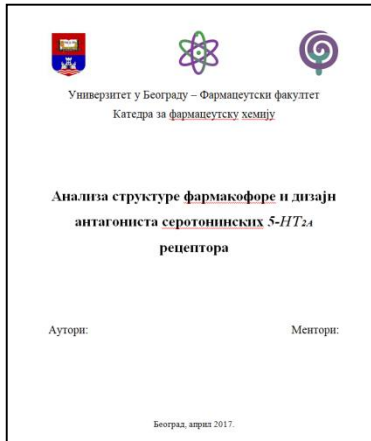 Универзитет у Београду – Фармацеутски факултет
Катедра за фармацеутску хемију
Анализа структуре фармакофоре и дизајн
антагониста серотонинских 5-HT2A
рецептора
Аутори: Ментори:
Београд, април 2017.